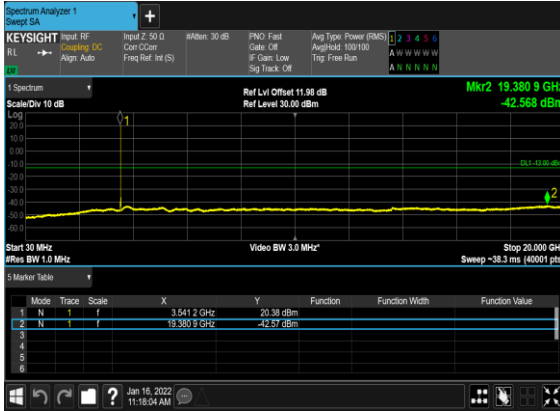 Spectrum Analyzer 1
Swept SA
KEYSIGHT Input: RF Input Z: 50 Ω #Atten: 30 dB PNO: Fast Avg Type: Power (RMS) 1 2 3 4 5 6
RL Coupling: DC Corr CCorr Gate: Off Avg|Hold: 100/100 A W W W W W
Align: Auto Freq Ref: Int (S) IF Gain: Low Trig: Free Run
Sig Track: Off A N N N N N
1 Spectrum Ref Lvl Offset 11.98 dB Mkr2 19.380 9 GHz
Scale/Div 10 dB Ref Level 30.00 dBm -42.568 dBm
Log
20.0
10.0
0.00
-10.0
-20.0
-30.0
-40.0
-50.0
-60.0
1
DL1 -13.00 dBm
2
Start 30 MHz Video BW 3.0 MHz* Stop 20.000 GHz
#Res BW 1.0 MHz Sweep ~38.3 ms (40001 pts)
5 Marker Table
Mode Trace Scale X Y Function Function Width Function Value
1 N 1 f 3.541 2 GHz 20.38 dBm
2 N 1 f 19.380 9 GHz -42.57 dBm
3
4
5
6
Jan 16, 2022
11:18:04 AM